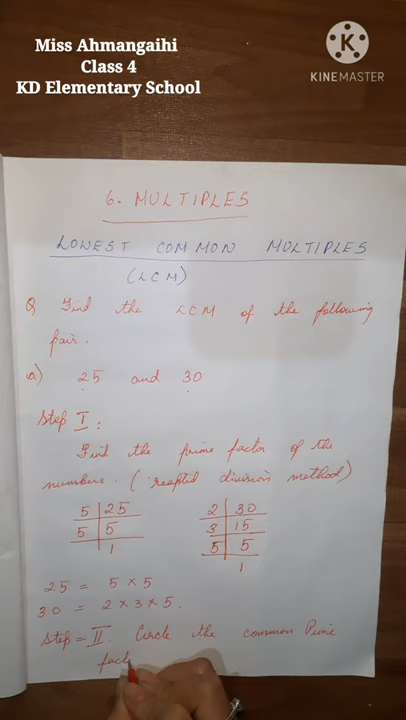 Miss Ahmangaihi
Class 4
KD Elementary School
K
KINEMASTER
6. MULTIPLES
LOWEST COMMON MULTIPLES
(LCM)
Q Find the LCM of the following
pair.
a) 25 and 30
Step I :
Find the prime factor of the
numbers. (reapted division method)
5 | 25
5 | 5
1
2 | 30
3 | 15
5 | 5
1
25 = 5 × 5
30 = 2 × 3 × 5.
Step = II. Circle the common Prime
fact